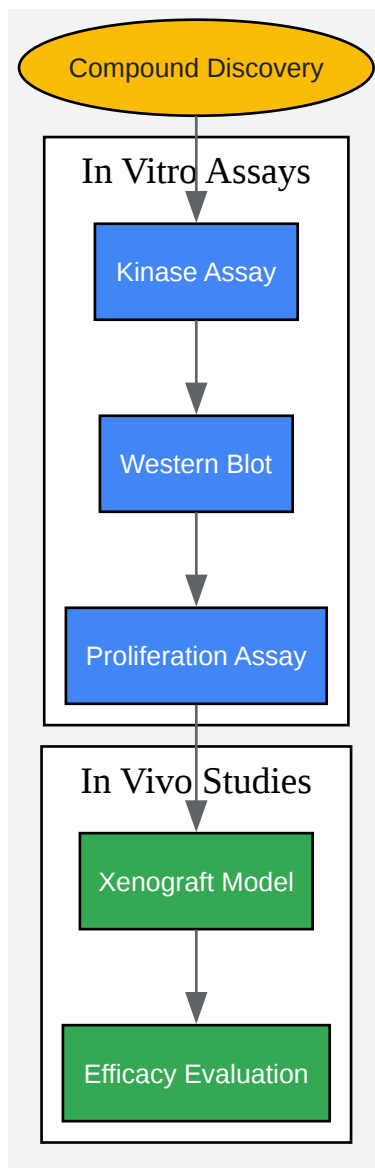 Compound Discovery
In Vitro Assays
Kinase Assay
Western Blot
Proliferation Assay
In Vivo Studies
Xenograft Model
Efficacy Evaluation